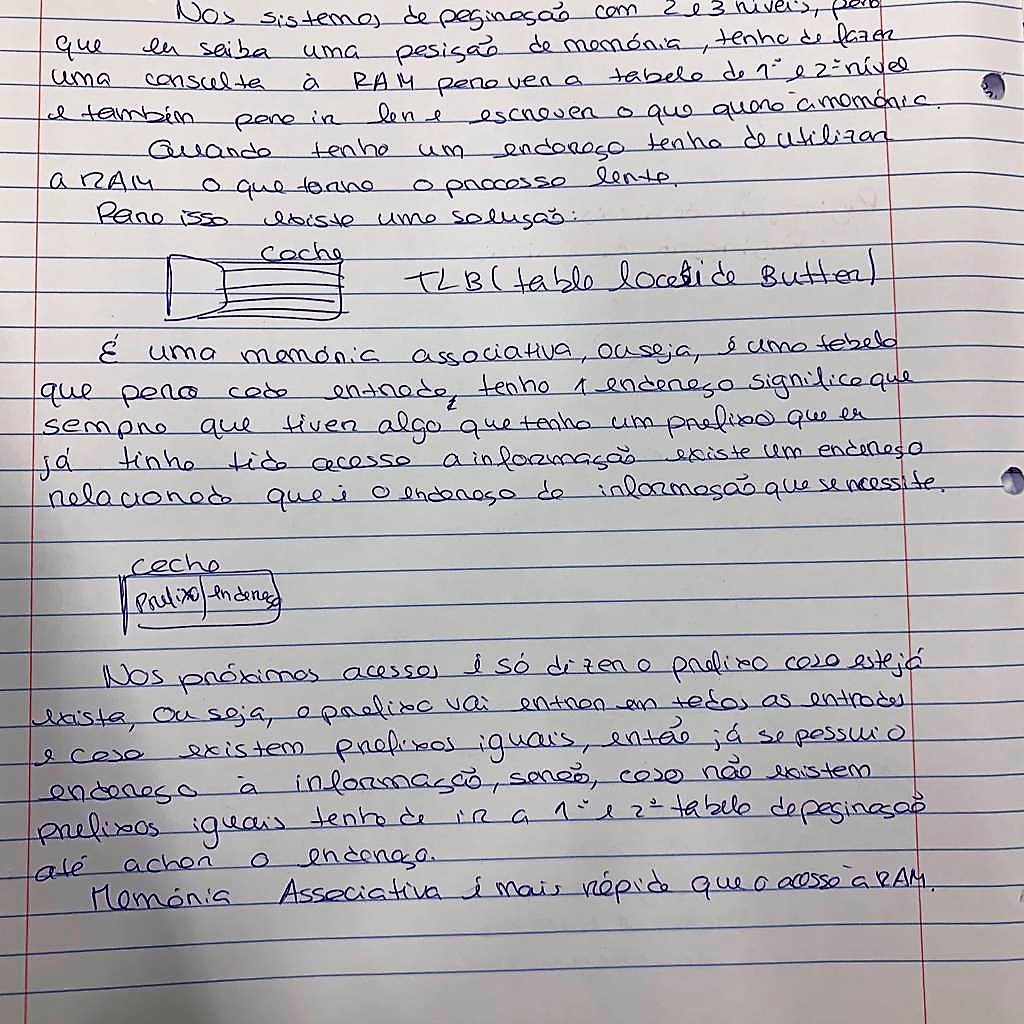 Nos sistemas de paginação com 2 e 3 níveis, para
que eu saiba uma posição de memória, tenho de fazer
uma consulta à RAM para ver a tabela de 1º e 2º nível
e também para ir ler e escrever o que quero à memória.
Quando tenho um endereço tenho de utilizar
a RAM o que torna o processo lento.
Para isso existe uma solução:
cache
TLB (table locaside Buffer)
É uma memória associativa, ou seja, é uma tabela
que para cada entrada, tenho 1 endereço significa que
sempre que tiver algo que tenha um prefixo que eu
já tinha tido acesso a informação existe um endereço
relacionado que é o endereço da informação que se necessite.
cache
prefixo | endereço
Nos próximos acessos é só dizer o prefixo caso este já
exista, ou seja, o prefixo vai entrar em todas as entradas
e caso existem prefixos iguais, então já se possui o
endereço à informação, senão, caso não existem
prefixos iguais tenho de ir a 1ª e 2ª tabela de paginação
até achar o endereço.
Memória Associativa é mais rápida que o acesso à RAM.